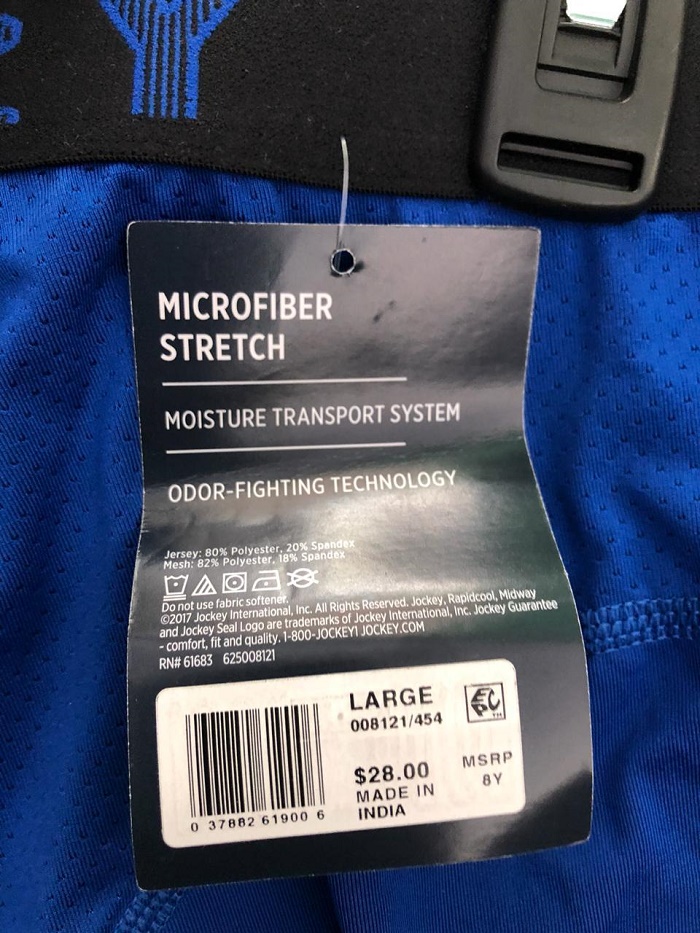 Y
MICROFIBER
STRETCH
MOISTURE TRANSPORT SYSTEM
ODOR-FIGHTING TECHNOLOGY
Jersey: 80% Polyester, 20% Spandex
Mesh: 82% Polyester, 18% Spandex
Do not use fabric softener.
©2017 Jockey International, Inc. All Rights Reserved. Jockey, Rapidcool, Midway
and Jockey Seal Logo are trademarks of Jockey International, Inc. Jockey Guarantee
- comfort, fit and quality. 1-800-JOCKEY1 JOCKEY.COM
RN# 61683 625008121
LARGE
008121/454
$28.00
MSRP
8Y
MADE IN
INDIA
0 37882 61900 6